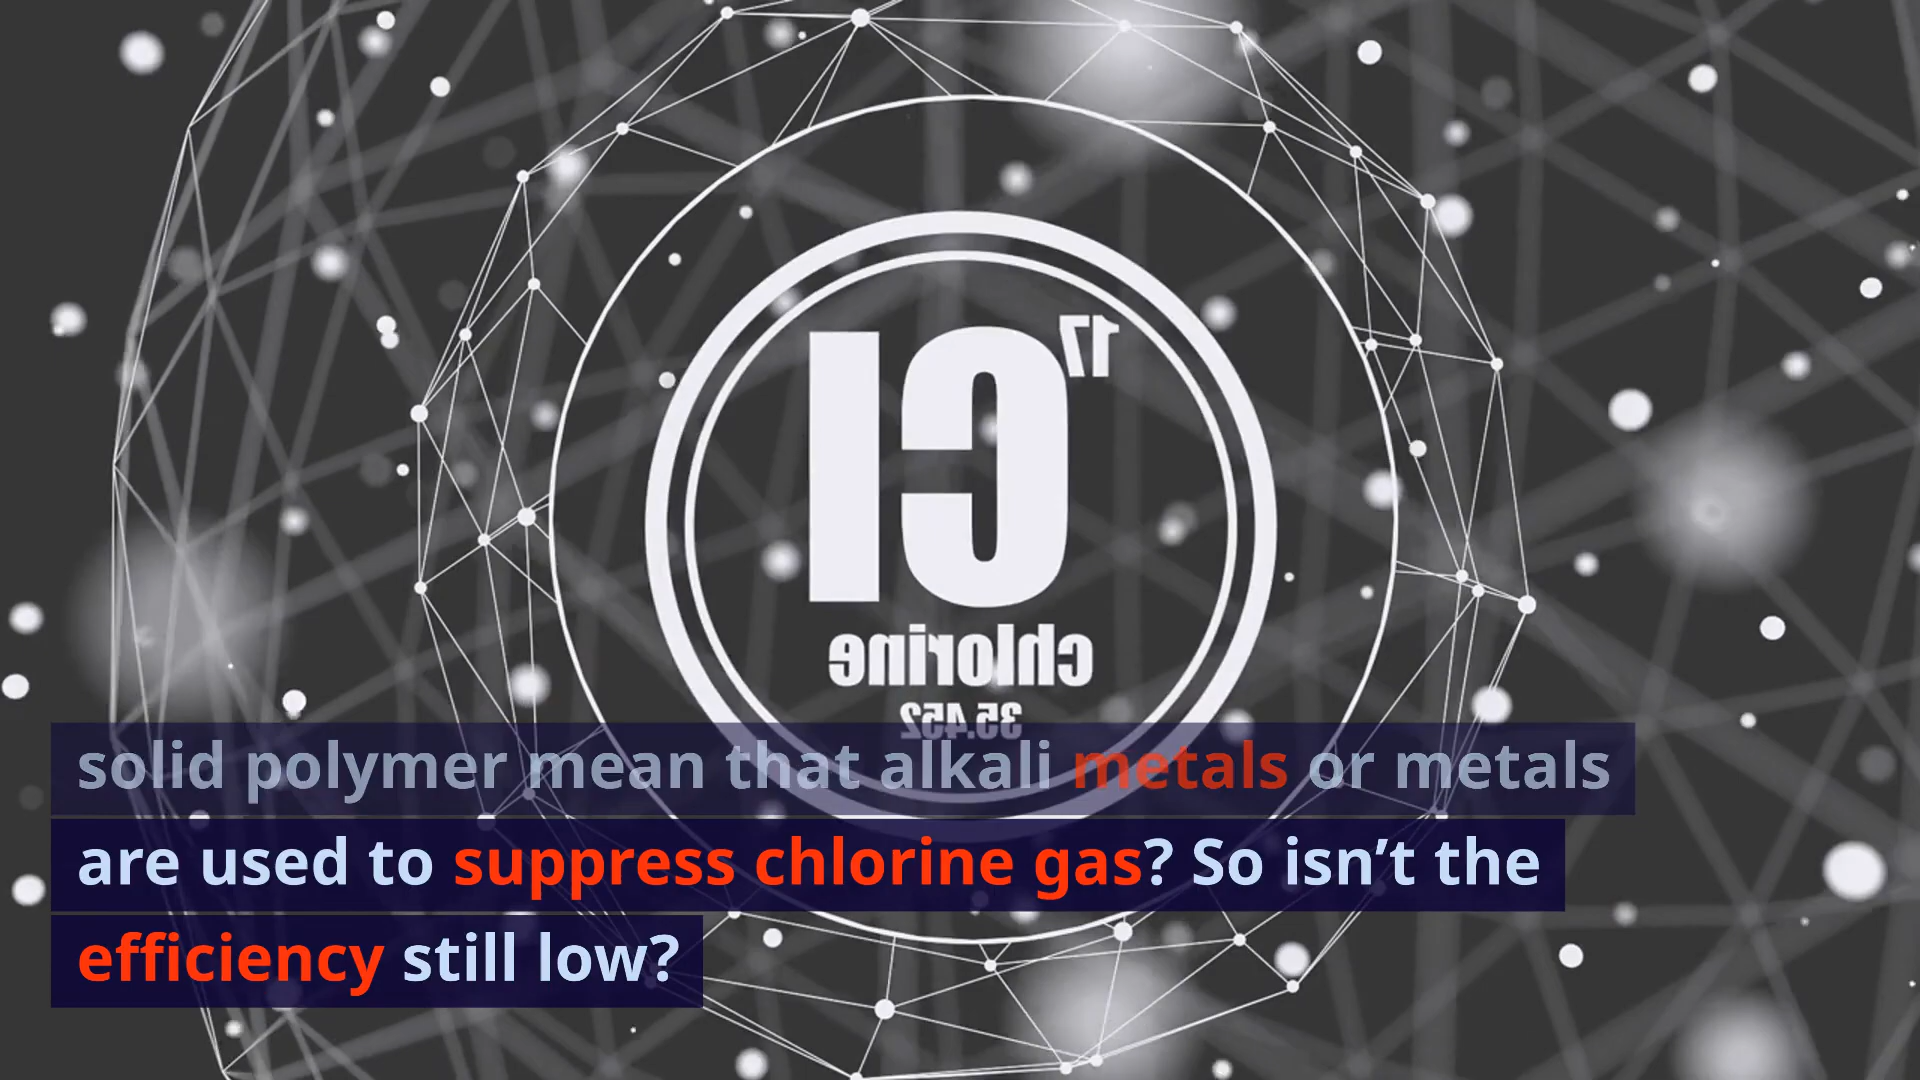 17
Cl
chlorine
35.452
solid polymer mean that alkali metals or metals
are used to suppress chlorine gas? So isn’t the
efficiency still low?